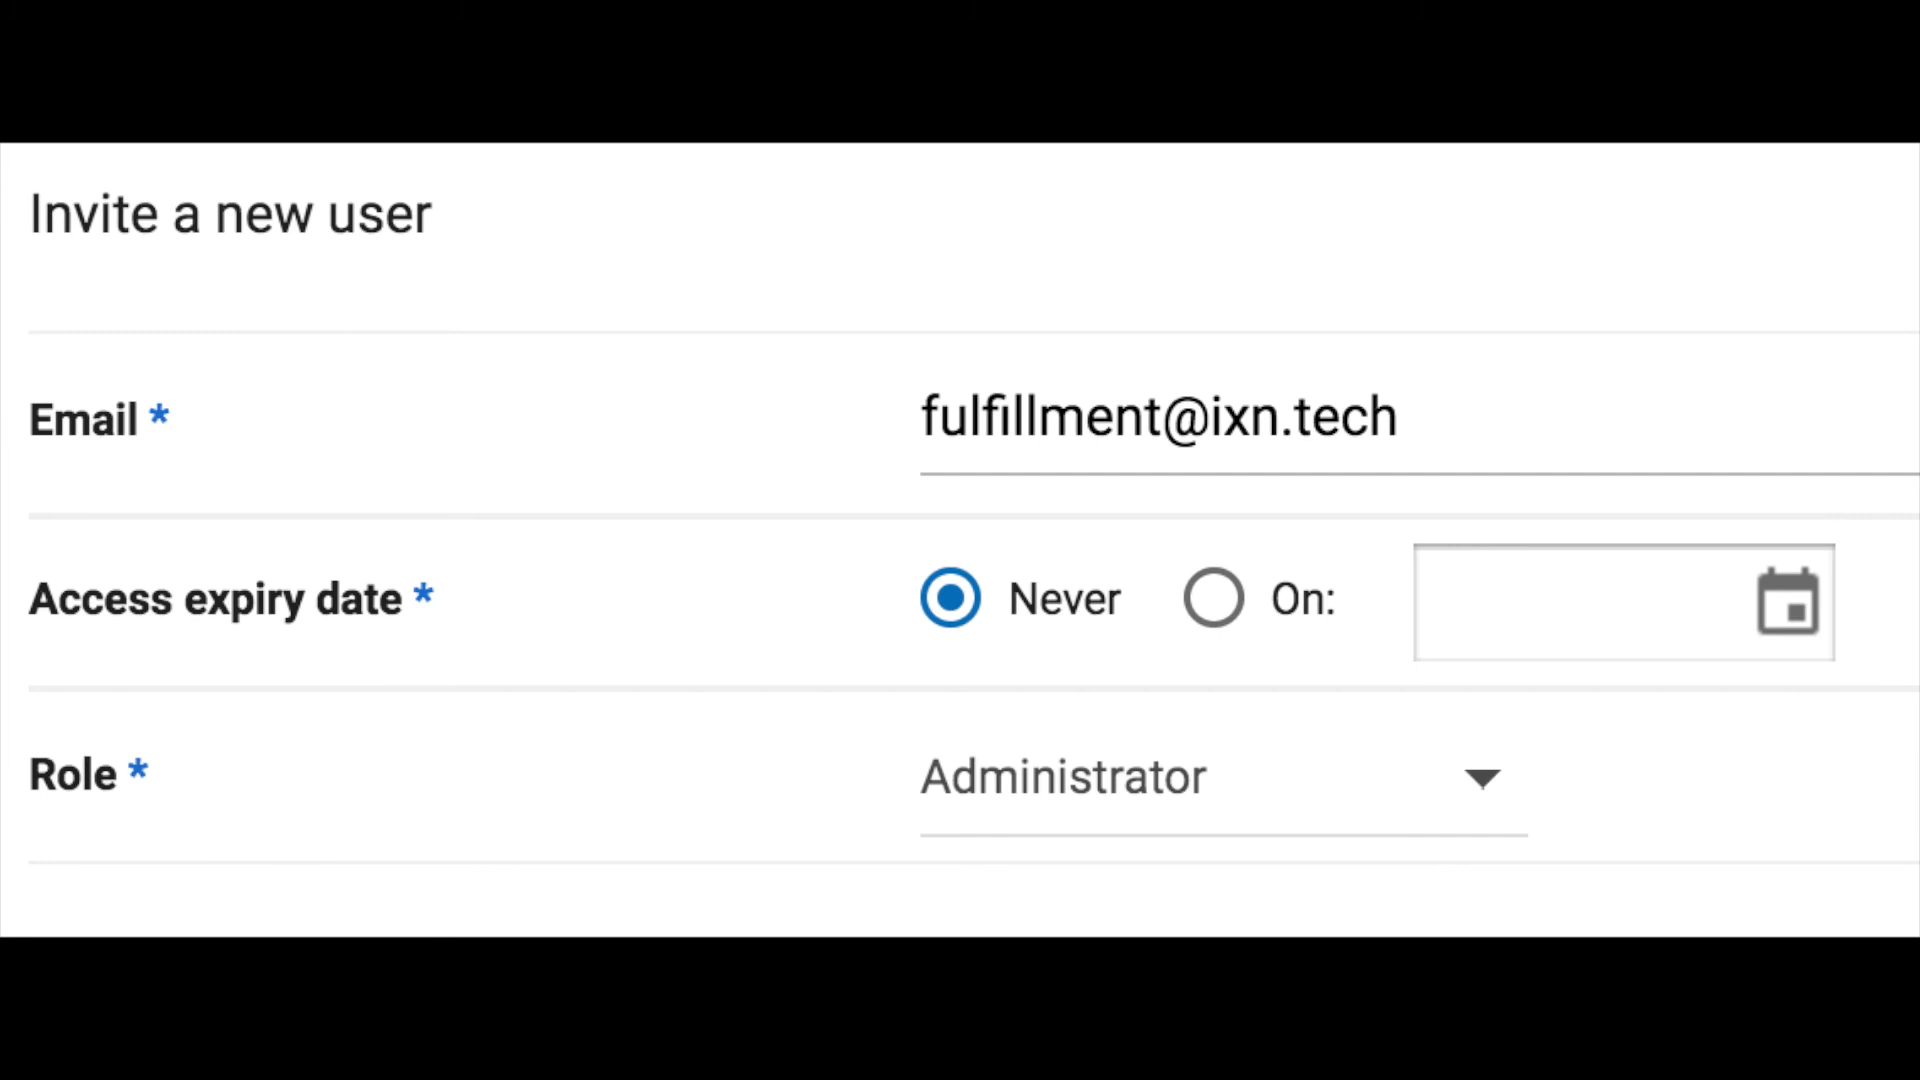 Invite a new user
Email * fulfillment@ixn.tech
Access expiry date * Never On:
Role * Administrator